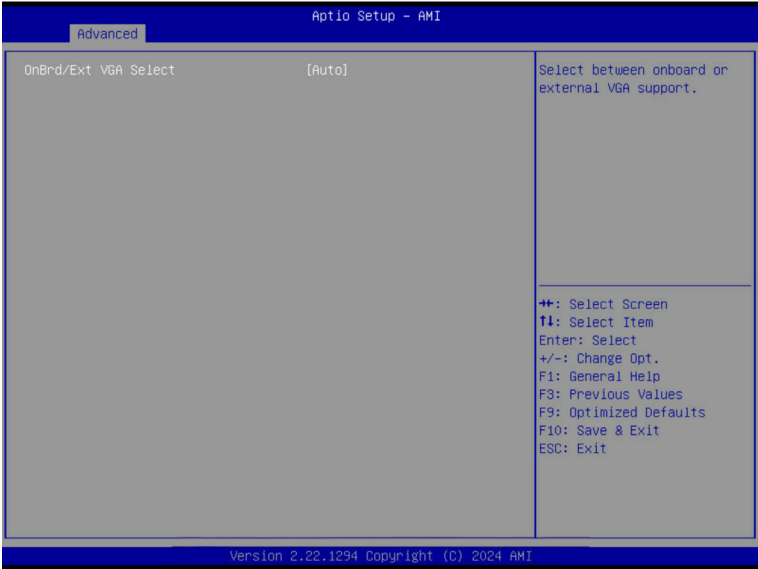 Aptio Setup – AMI
Advanced
OnBrd/Ext VGA Select [Auto]
Select between onboard or
external VGA support.
→←: Select Screen
↑↓: Select Item
Enter: Select
+/-: Change Opt.
F1: General Help
F3: Previous Values
F9: Optimized Defaults
F10: Save & Exit
ESC: Exit
Version 2.22.1294 Copyright (C) 2024 AMI